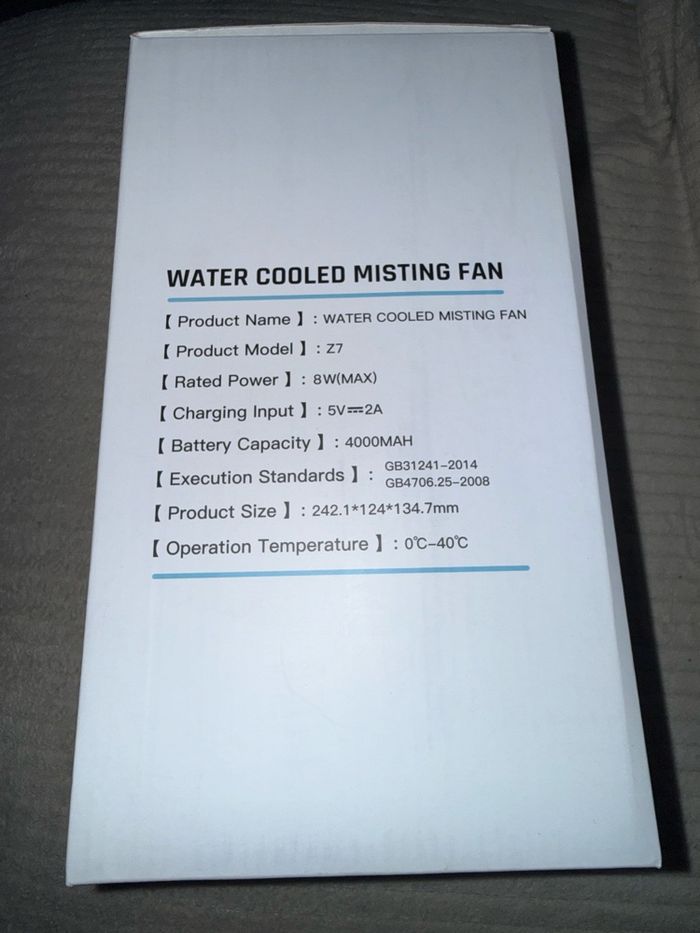 WATER COOLED MISTING FAN
【 Product Name 】 : WATER COOLED MISTING FAN
【 Product Model 】 : Z7
【 Rated Power 】 : 8W(MAX)
【 Charging Input 】 : 5V⎓2A
【 Battery Capacity 】 : 4000MAH
【 Execution Standards 】 : GB31241-2014
GB4706.25-2008
【 Product Size 】 : 242.1*124*134.7mm
【 Operation Temperature 】 : 0℃-40℃